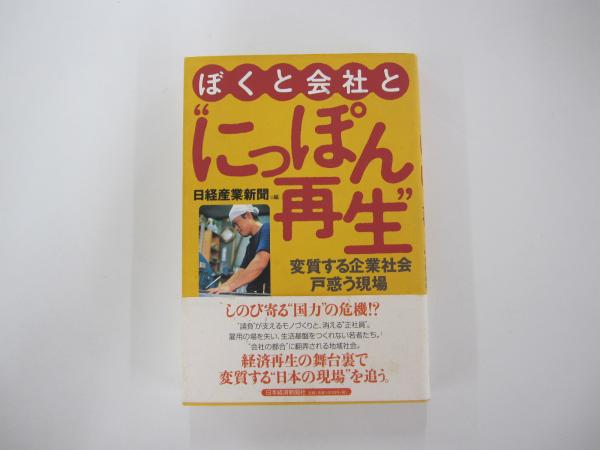 ぼくと会社と
“にっぽん
再生”
日経産業新聞 編
変質する企業社会
戸惑う現場
しのび寄る“国力”の危機!?
“請負”が支えるモノづくりと、消える“正社員”。
雇用の場を失い、生活基盤をつくれない若者たち。
“会社の都合”に翻弄される地域社会。
経済再生の舞台裏で
変質する“日本の現場”を追う。
日本経済新聞社